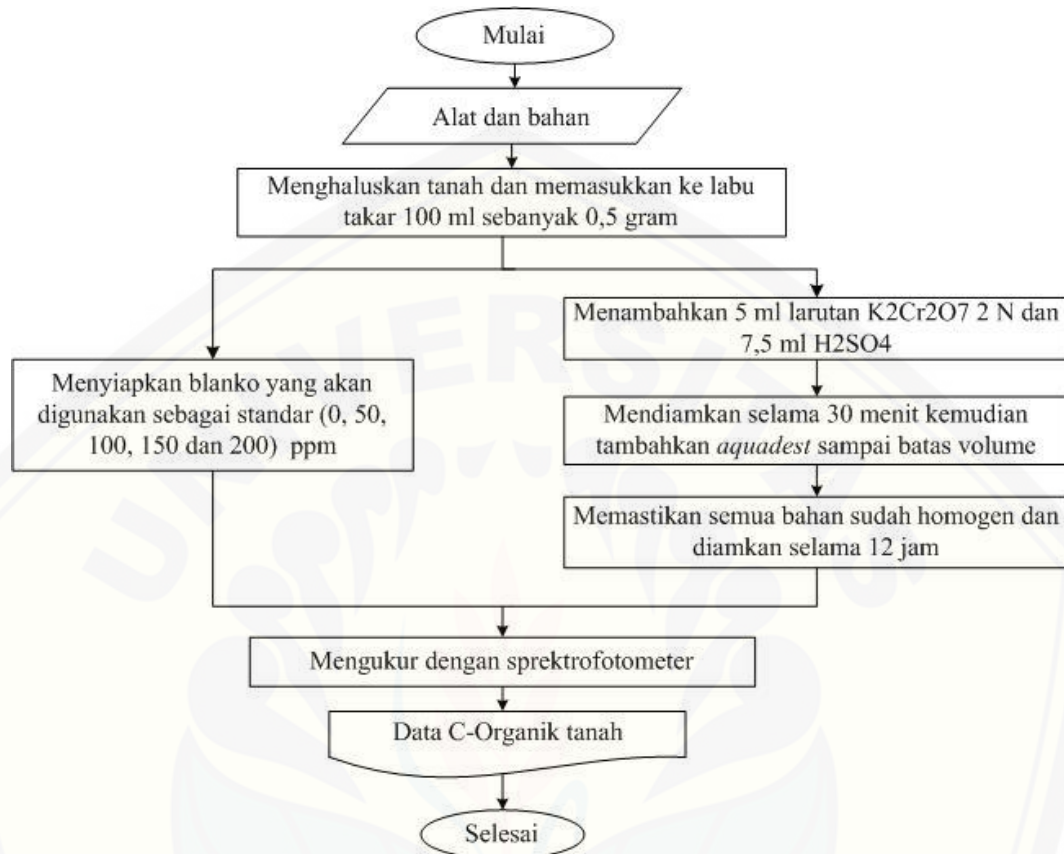 Mulai
Alat dan bahan
Menghaluskan tanah dan memasukkan ke labu
takar 100 ml sebanyak 0,5 gram
Menyiapkan blanko yang akan
digunakan sebagai standar (0, 50,
100, 150 dan 200) ppm
Menambahkan 5 ml larutan K2Cr2O7 2 N dan
7,5 ml H2SO4
Mendiamkan selama 30 menit kemudian
tambahkan aquadest sampai batas volume
Memastikan semua bahan sudah homogen dan
diamkan selama 12 jam
Mengukur dengan sprektrofotometer
Data C-Organik tanah
Selesai
UNIVERSITAS